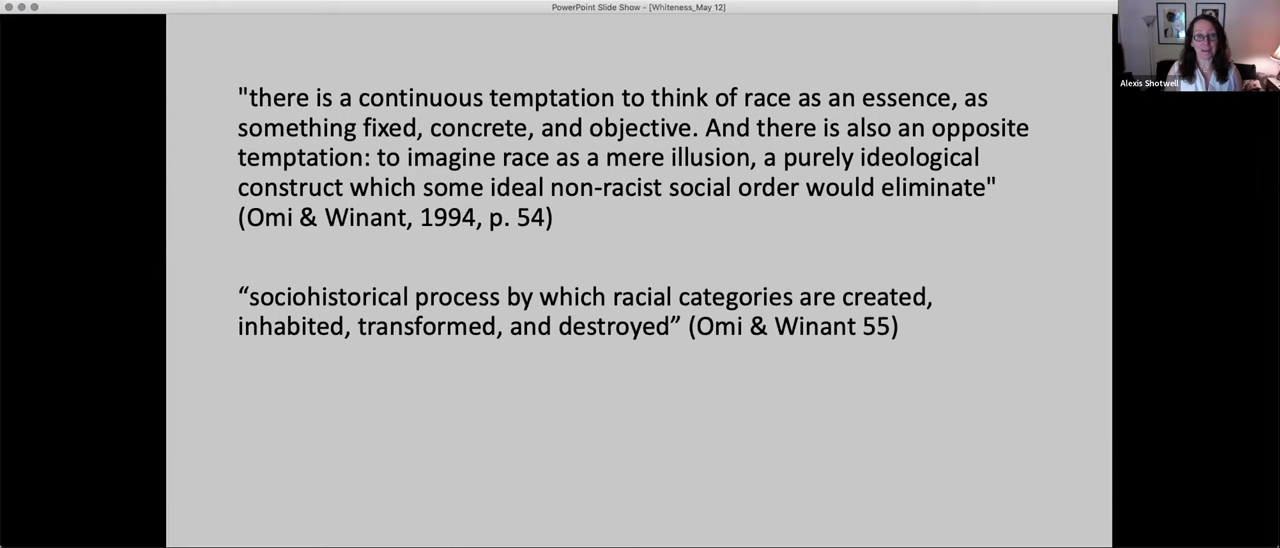 PowerPoint Slide Show - [Whiteness_May 12]
"there is a continuous temptation to think of race as an essence, as
something fixed, concrete, and objective. And there is also an opposite
temptation: to imagine race as a mere illusion, a purely ideological
construct which some ideal non-racist social order would eliminate"
(Omi & Winant, 1994, p. 54)
“sociohistorical process by which racial categories are created,
inhabited, transformed, and destroyed” (Omi & Winant 55)
Alexis Shotwell